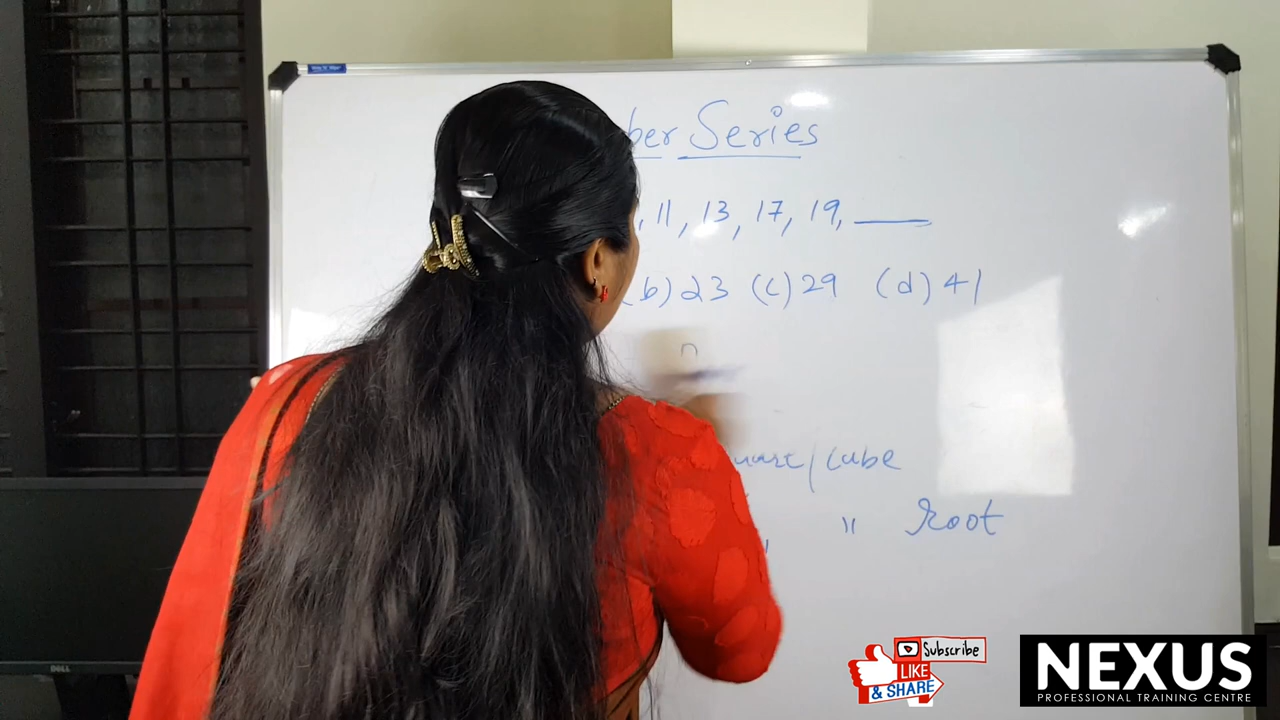 ber Series
, 11, 13, 17, 19, ____
(b) 23 (c) 29 (d) 41
n
uare/cube
" Root
Subscribe
LIKE
& SHARE
NEXUS
PROFESSIONAL TRAINING CENTRE
DELL